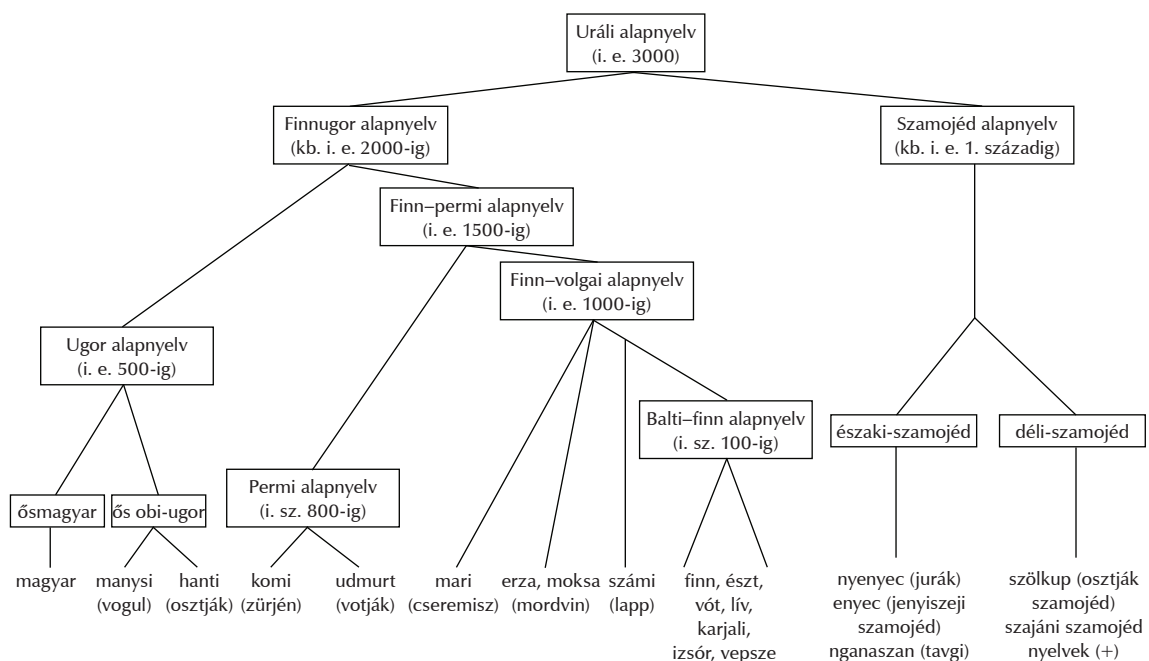 Uráli alapnyelv
(i. e. 3000)
Finnugor alapnyelv
(kb. i. e. 2000-ig)
Szamojéd alapnyelv
(kb. i. e. 1. századig)
Finn–permi alapnyelv
(i. e. 1500-ig)
Finn–volgai alapnyelv
(i. e. 1000-ig)
Ugor alapnyelv
(i. e. 500-ig)
Balti–finn alapnyelv
(i. sz. 100-ig)
északi-szamojéd
déli-szamojéd
Permi alapnyelv
(i. sz. 800-ig)
ősmagyar
ős obi-ugor
magyar
manysi
(vogul)
hanti
(osztják)
komi
(zürjén)
udmurt
(votják)
mari
(cseremisz)
erza, moksa
(mordvin)
számi
(lapp)
finn, észt,
vót, lív,
karjali,
izsór, vepsze
nyenyec (jurák)
enyec (jenyiszeji
szamojéd)
nganaszan (tavgi)
szölkup (osztják
szamojéd)
szajáni szamojéd
nyelvek (+)